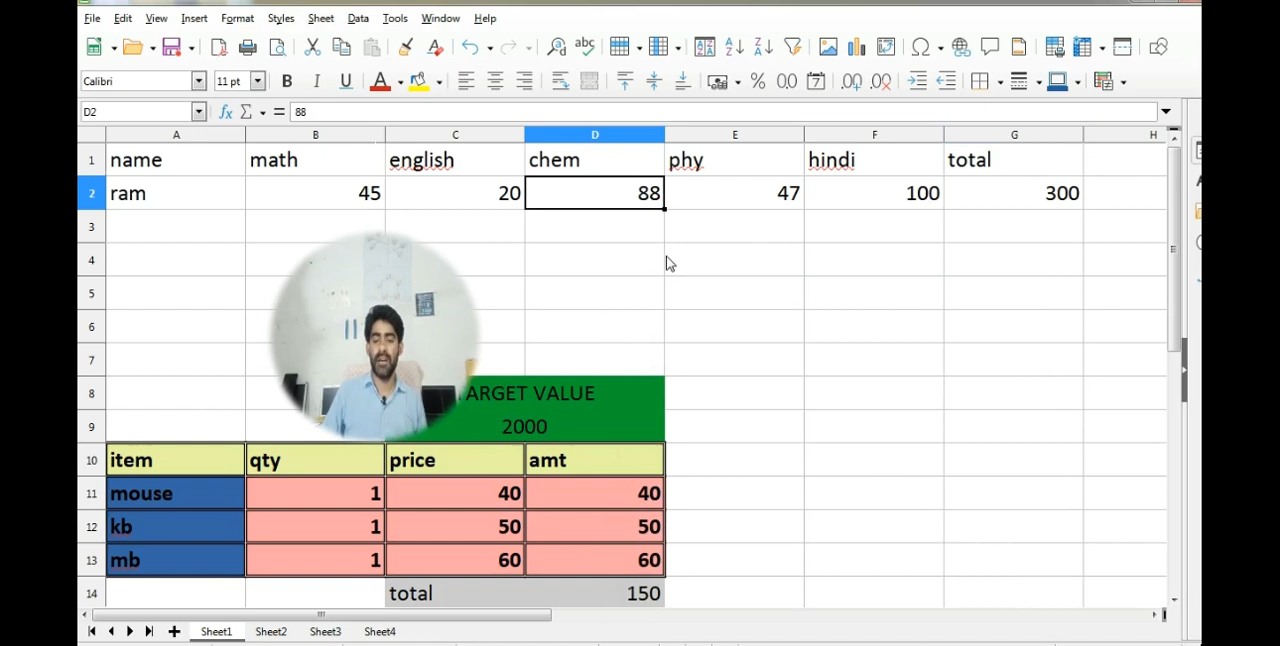 File Edit View Insert Format Styles Sheet Data Tools Window Help
Calibri 11 pt
D2 88
A B C D E F G H
1 name math english chem phy hindi total
2 ram 45 20 88 47 100 300
3
4
5
6
7
8 ARGET VALUE
9 2000
10 item qty price amt
11 mouse 1 40 40
12 kb 1 50 50
13 mb 1 60 60
14 total 150
Sheet1 Sheet2 Sheet3 Sheet4